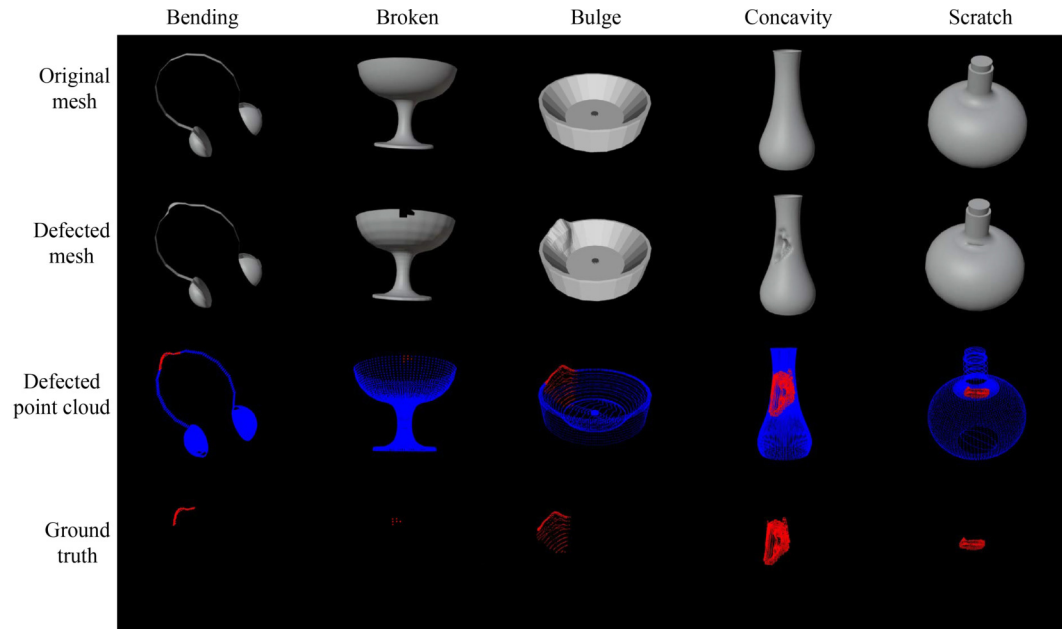 Bending Broken Bulge Concavity Scratch
Original
mesh
Defected
mesh
Defected
point cloud
Ground
truth